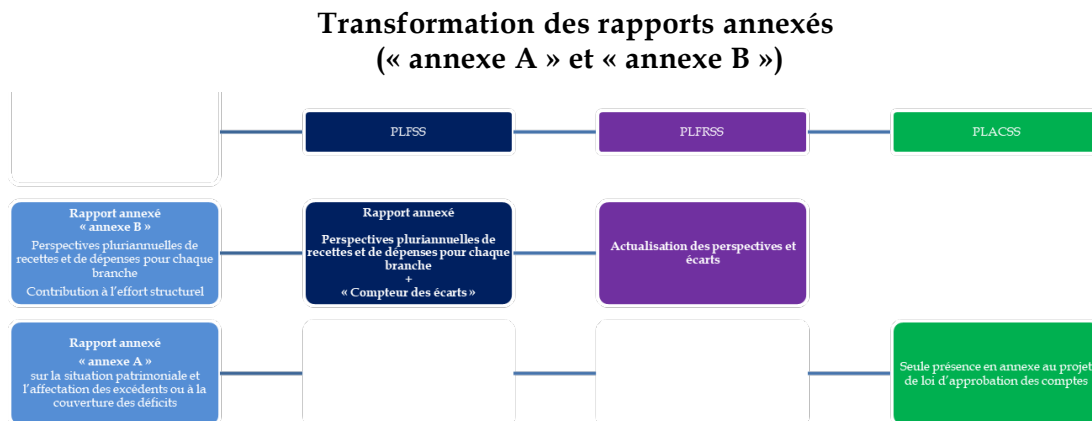 Transformation des rapports annexés
(« annexe A » et « annexe B »)
PLFSS
PLFRSS
PLACSS
Rapport annexé
« annexe B »
Perspectives pluriannuelles de
recettes et de dépenses pour chaque
branche
Contribution à l'effort structurel
Rapport annexé
Perspectives pluriannuelles de
recettes et de dépenses pour chaque
branche
+
« Compteur des écarts »
Actualisation des perspectives et
écarts
Rapport annexé
« annexe A »
sur la situation patrimoniale et
l'affectation des excédents ou à la
couverture des déficits
Seule présence en annexe au projet
de loi d'approbation des comptes